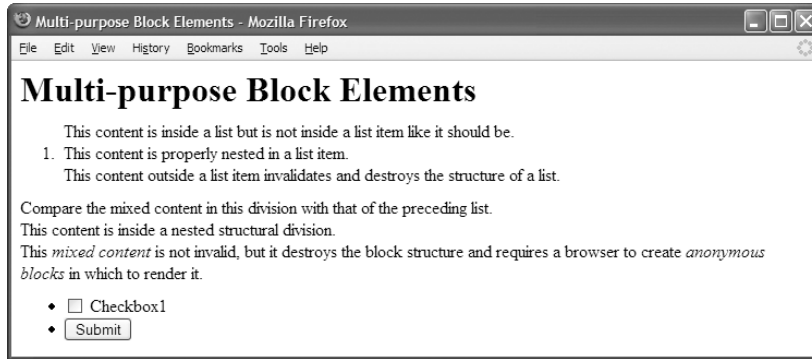 Multi-purpose Block Elements - Mozilla Firefox
File Edit View History Bookmarks Tools Help
Multi-purpose Block Elements
This content is inside a list but is not inside a list item like it should be.
1. This content is properly nested in a list item.
This content outside a list item invalidates and destroys the structure of a list.
Compare the mixed content in this division with that of the preceding list.
This content is inside a nested structural division.
This mixed content is not invalid, but it destroys the block structure and requires a browser to create anonymous
blocks in which to render it.
• Checkbox1
• Submit